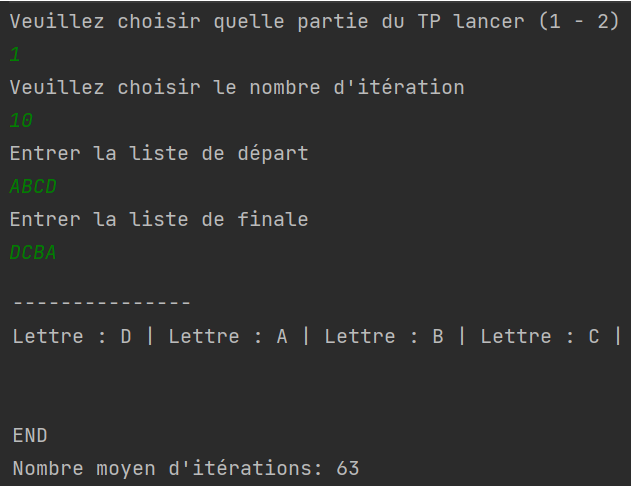 Veuillez choisir quelle partie du TP lancer (1 - 2)
1
Veuillez choisir le nombre d'itération
10
Entrer la liste de départ
ABCD
Entrer la liste de finale
DCBA
---------------
Lettre : D | Lettre : A | Lettre : B | Lettre : C |
END
Nombre moyen d'itérations: 63